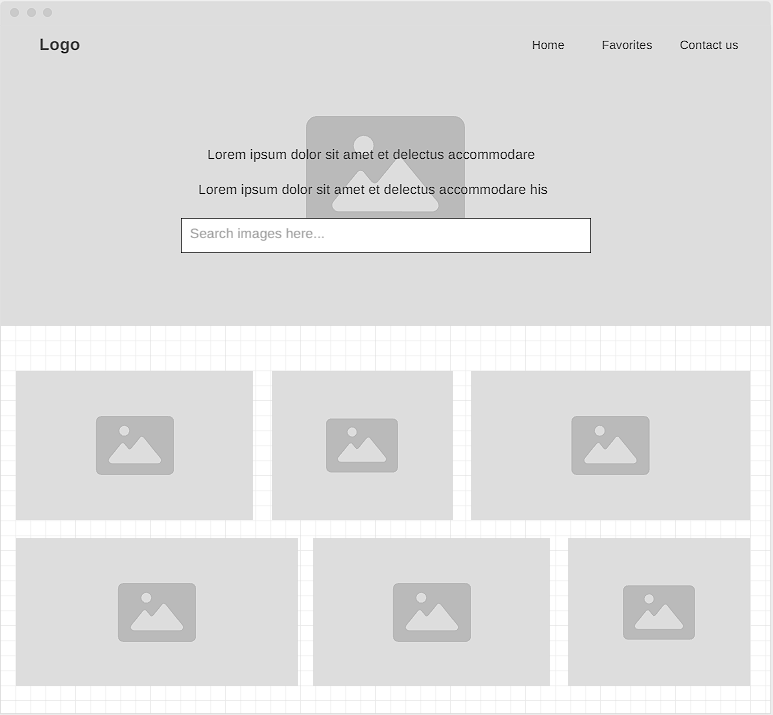 Logo
Home Favorites Contact us
Lorem ipsum dolor sit amet et delectus accommodare
Lorem ipsum dolor sit amet et delectus accommodare his
Search images here...